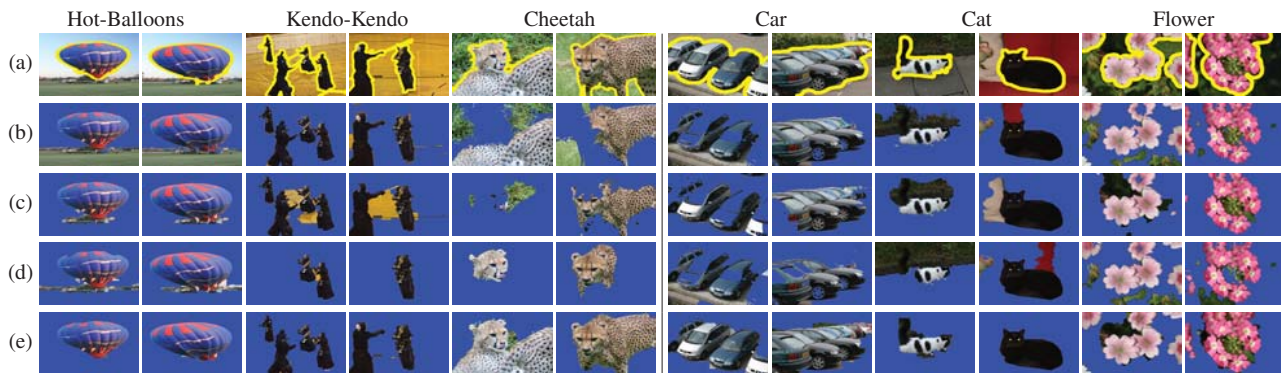 Hot-Balloons Kendo-Kendo Cheetah Car Cat Flower
(a)
(b)
(c)
(d)
(e)